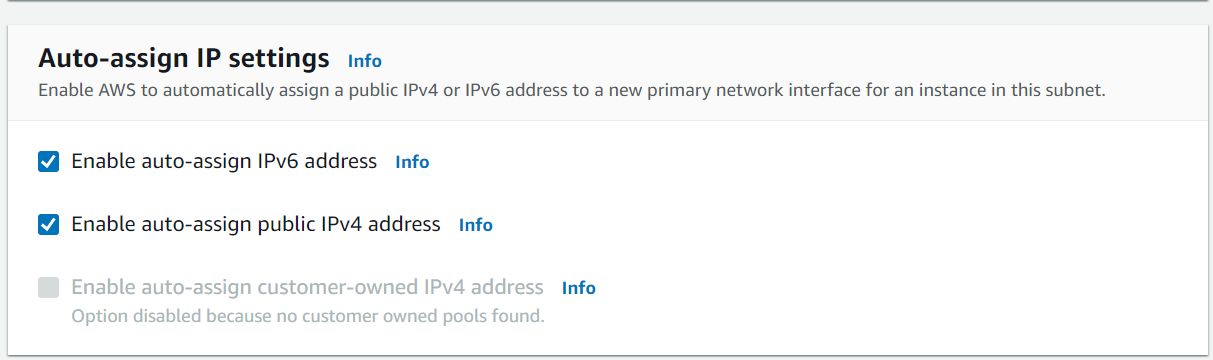 Auto-assign IP settings Info
Enable AWS to automatically assign a public IPv4 or IPv6 address to a new primary network interface for an instance in this subnet.
Enable auto-assign IPv6 address Info
Enable auto-assign public IPv4 address Info
Enable auto-assign customer-owned IPv4 address Info
Option disabled because no customer owned pools found.